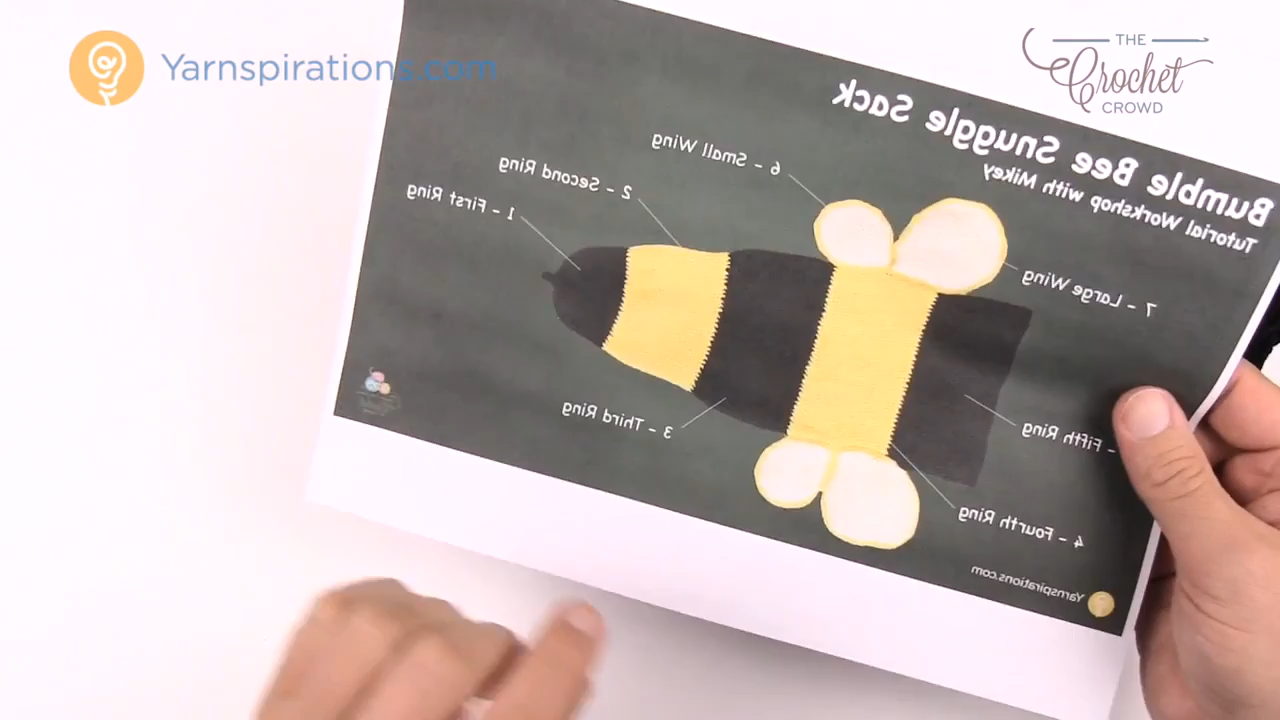 Yarnspirations.com
THE
Crochet
CROWD
Bumble Bee Snuggle Sack
Tutorial Workshop with Mikey
6 - Small Wing
2 - Second Ring
1 - First Ring
7 - Large Wing
3 - Third Ring
- Fifth Ring
4 - Fourth Ring
Yarnspirations.com